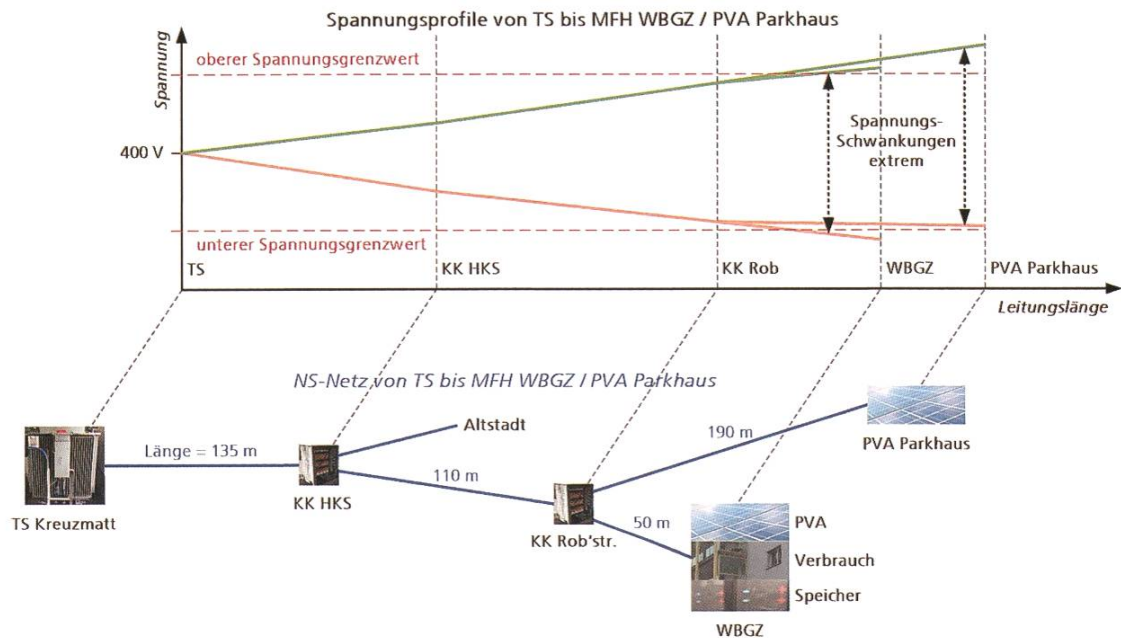 Spannungsprofile von TS bis MFH WBGZ / PVA Parkhaus
Spannung
oberer Spannungsgrenzwert
400 V
Spannungs-
Schwankungen
extrem
unterer Spannungsgrenzwert
TS
KK HKS
KK Rob
WBGZ
PVA Parkhaus
Leitungslänge
NS-Netz von TS bis MFH WBGZ / PVA Parkhaus
Altstadt
Länge = 135 m
190 m
PVA Parkhaus
110 m
KK HKS
TS Kreuzmatt
50 m
PVA
KK Rob'str.
Verbrauch
Speicher
WBGZ